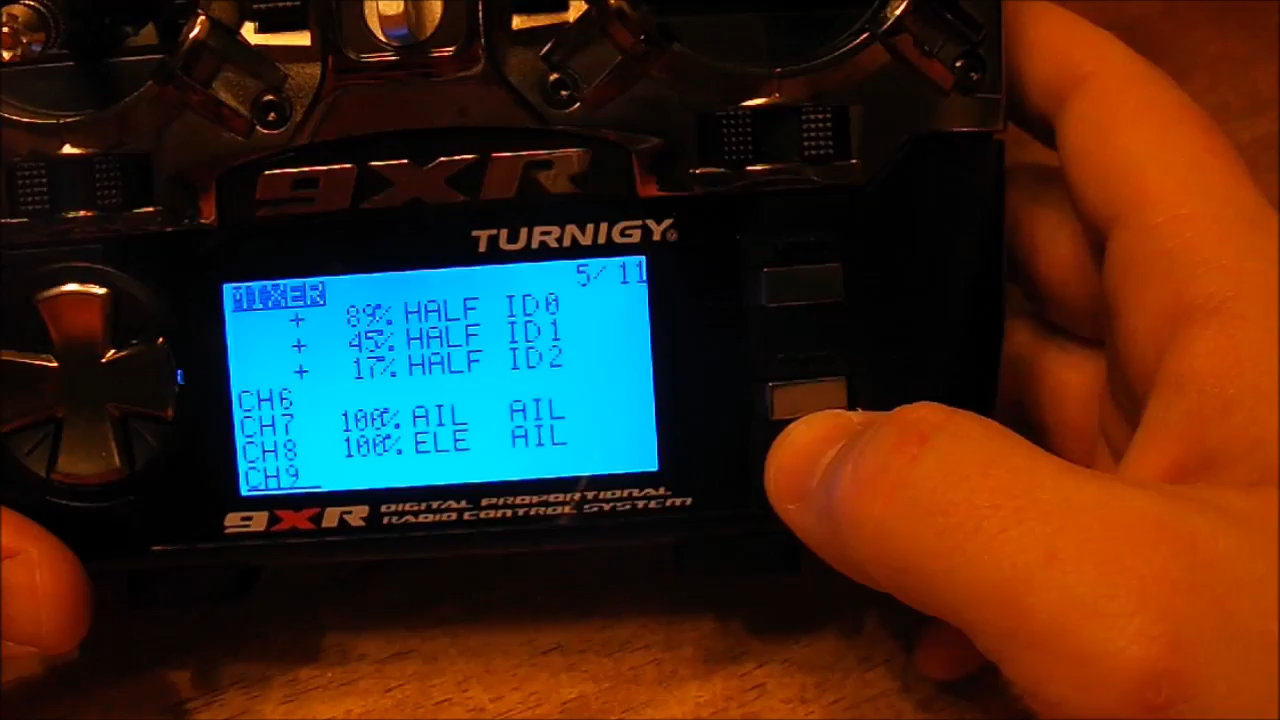 9XR
TURNIGY
MIXER 5/11
+ 89% HALF ID0
+ 45% HALF ID1
+ 17% HALF ID2
CH6
CH7 100% AIL AIL
CH8 100% ELE AIL
CH9
9XR DIGITAL PROPORTIONAL
RADIO CONTROL SYSTEM